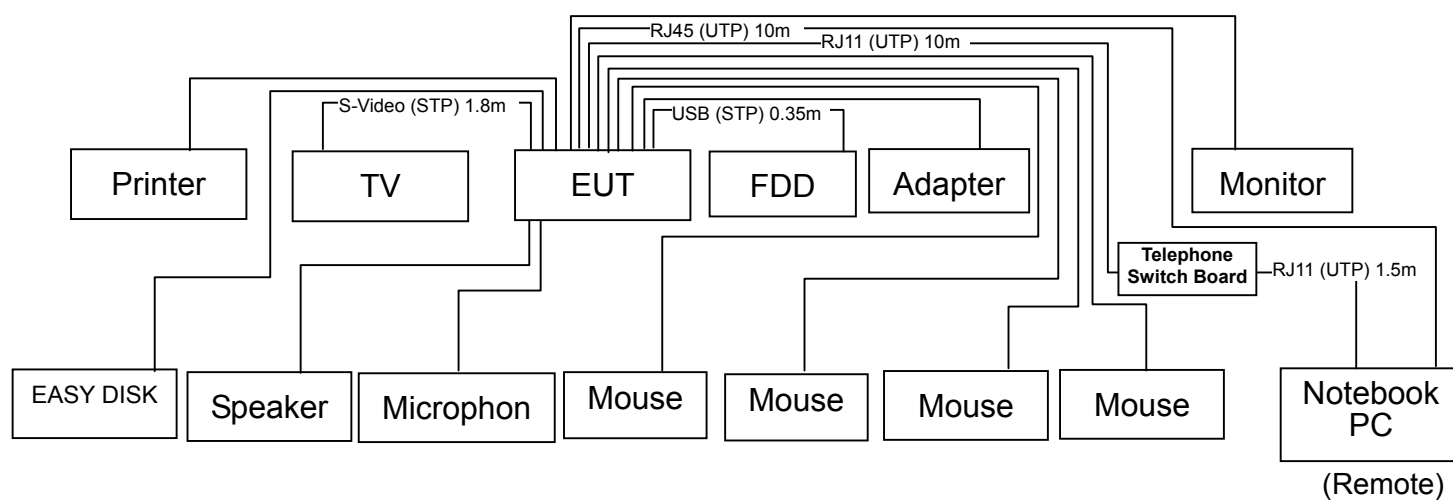 RJ45 (UTP) 10m
RJ11 (UTP) 10m
S-Video (STP) 1.8m
USB (STP) 0.35m
Printer
TV
EUT
FDD
Adapter
Monitor
Telephone
Switch Board
RJ11 (UTP) 1.5m
EASY DISK
Speaker
Microphon
Mouse
Mouse
Mouse
Mouse
Notebook
PC
(Remote)